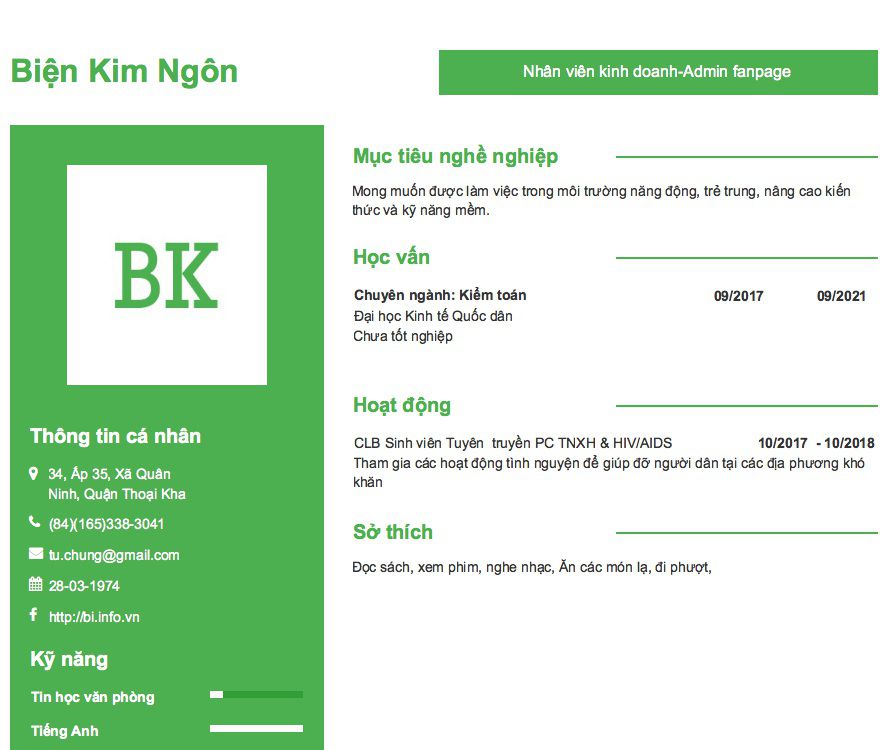 Biện Kim Ngôn
Nhân viên kinh doanh-Admin fanpage
BK
Thông tin cá nhân
34, Ấp 35, Xã Quân
Ninh, Quận Thoại Kha
(84)(165)338-3041
tu.chung@gmail.com
28-03-1974
http://bi.info.vn
Kỹ năng
Tin học văn phòng
Tiếng Anh
Mục tiêu nghề nghiệp
Mong muốn được làm việc trong môi trường năng động, trẻ trung, nâng cao kiến
thức và kỹ năng mềm.
Học vấn
Chuyên ngành: Kiểm toán 09/2017 09/2021
Đại học Kinh tế Quốc dân
Chưa tốt nghiệp
Hoạt động
CLB Sinh viên Tuyên truyền PC TNXH & HIV/AIDS 10/2017 - 10/2018
Tham gia các hoạt động tình nguyện để giúp đỡ người dân tại các địa phương khó
khăn
Sở thích
Đọc sách, xem phim, nghe nhạc, Ăn các món lạ, đi phượt,